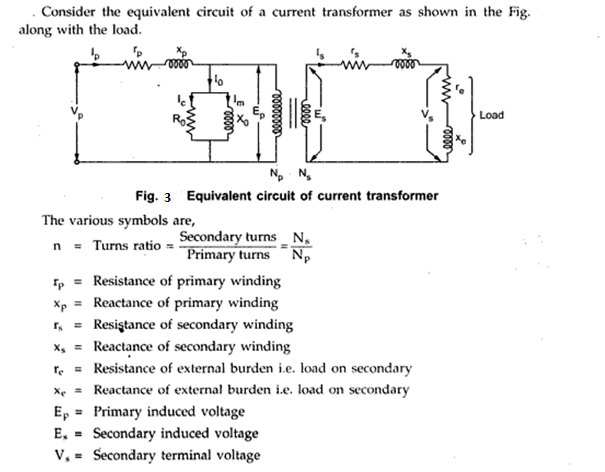 . Consider the equivalent circuit of a current transformer as shown in the Fig.
along with the load.
Ip rp xp Is rs xs
I0
Ic Im
Vp R0 X0 Ep Es Vs re Load
xe
Np Ns
Fig. 3 Equivalent circuit of current transformer
The various symbols are,
n = Turns ratio = Secondary turns / Primary turns = Ns / Np
rp = Resistance of primary winding
xp = Reactance of primary winding
rs = Resistance of secondary winding
xs = Reactance of secondary winding
re = Resistance of external burden i.e. load on secondary
xe = Reactance of external burden i.e. load on secondary
Ep = Primary induced voltage
Es = Secondary induced voltage
Vs = Secondary terminal voltage